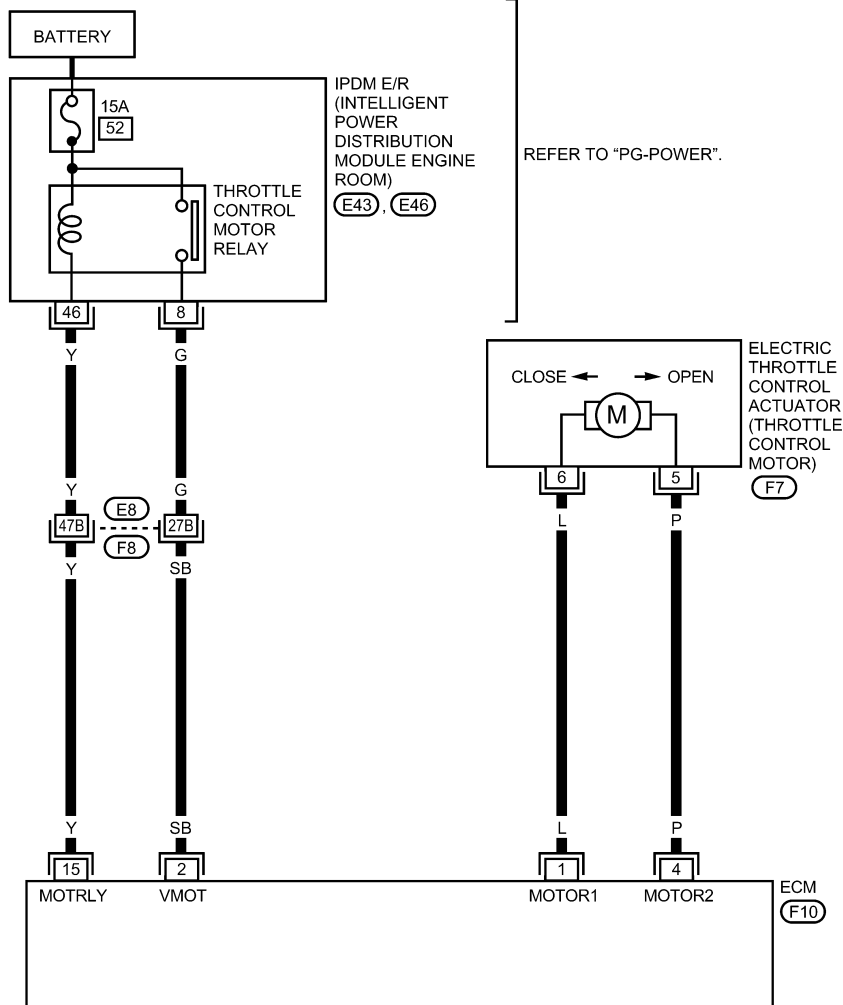 BATTERY
15A
52
IPDM E/R
(INTELLIGENT
POWER
DISTRIBUTION
MODULE ENGINE
ROOM)
E43 , E46
REFER TO “PG-POWER”.
THROTTLE
CONTROL
MOTOR
RELAY
46 8
Y G
CLOSE OPEN
M
ELECTRIC
THROTTLE
CONTROL
ACTUATOR
(THROTTLE
CONTROL
MOTOR)
F7
6 5
L P
Y G
47B E8 27B
F8
Y SB
Y SB L P
15 2 1 4
MOTRLY VMOT MOTOR1 MOTOR2
ECM
F10